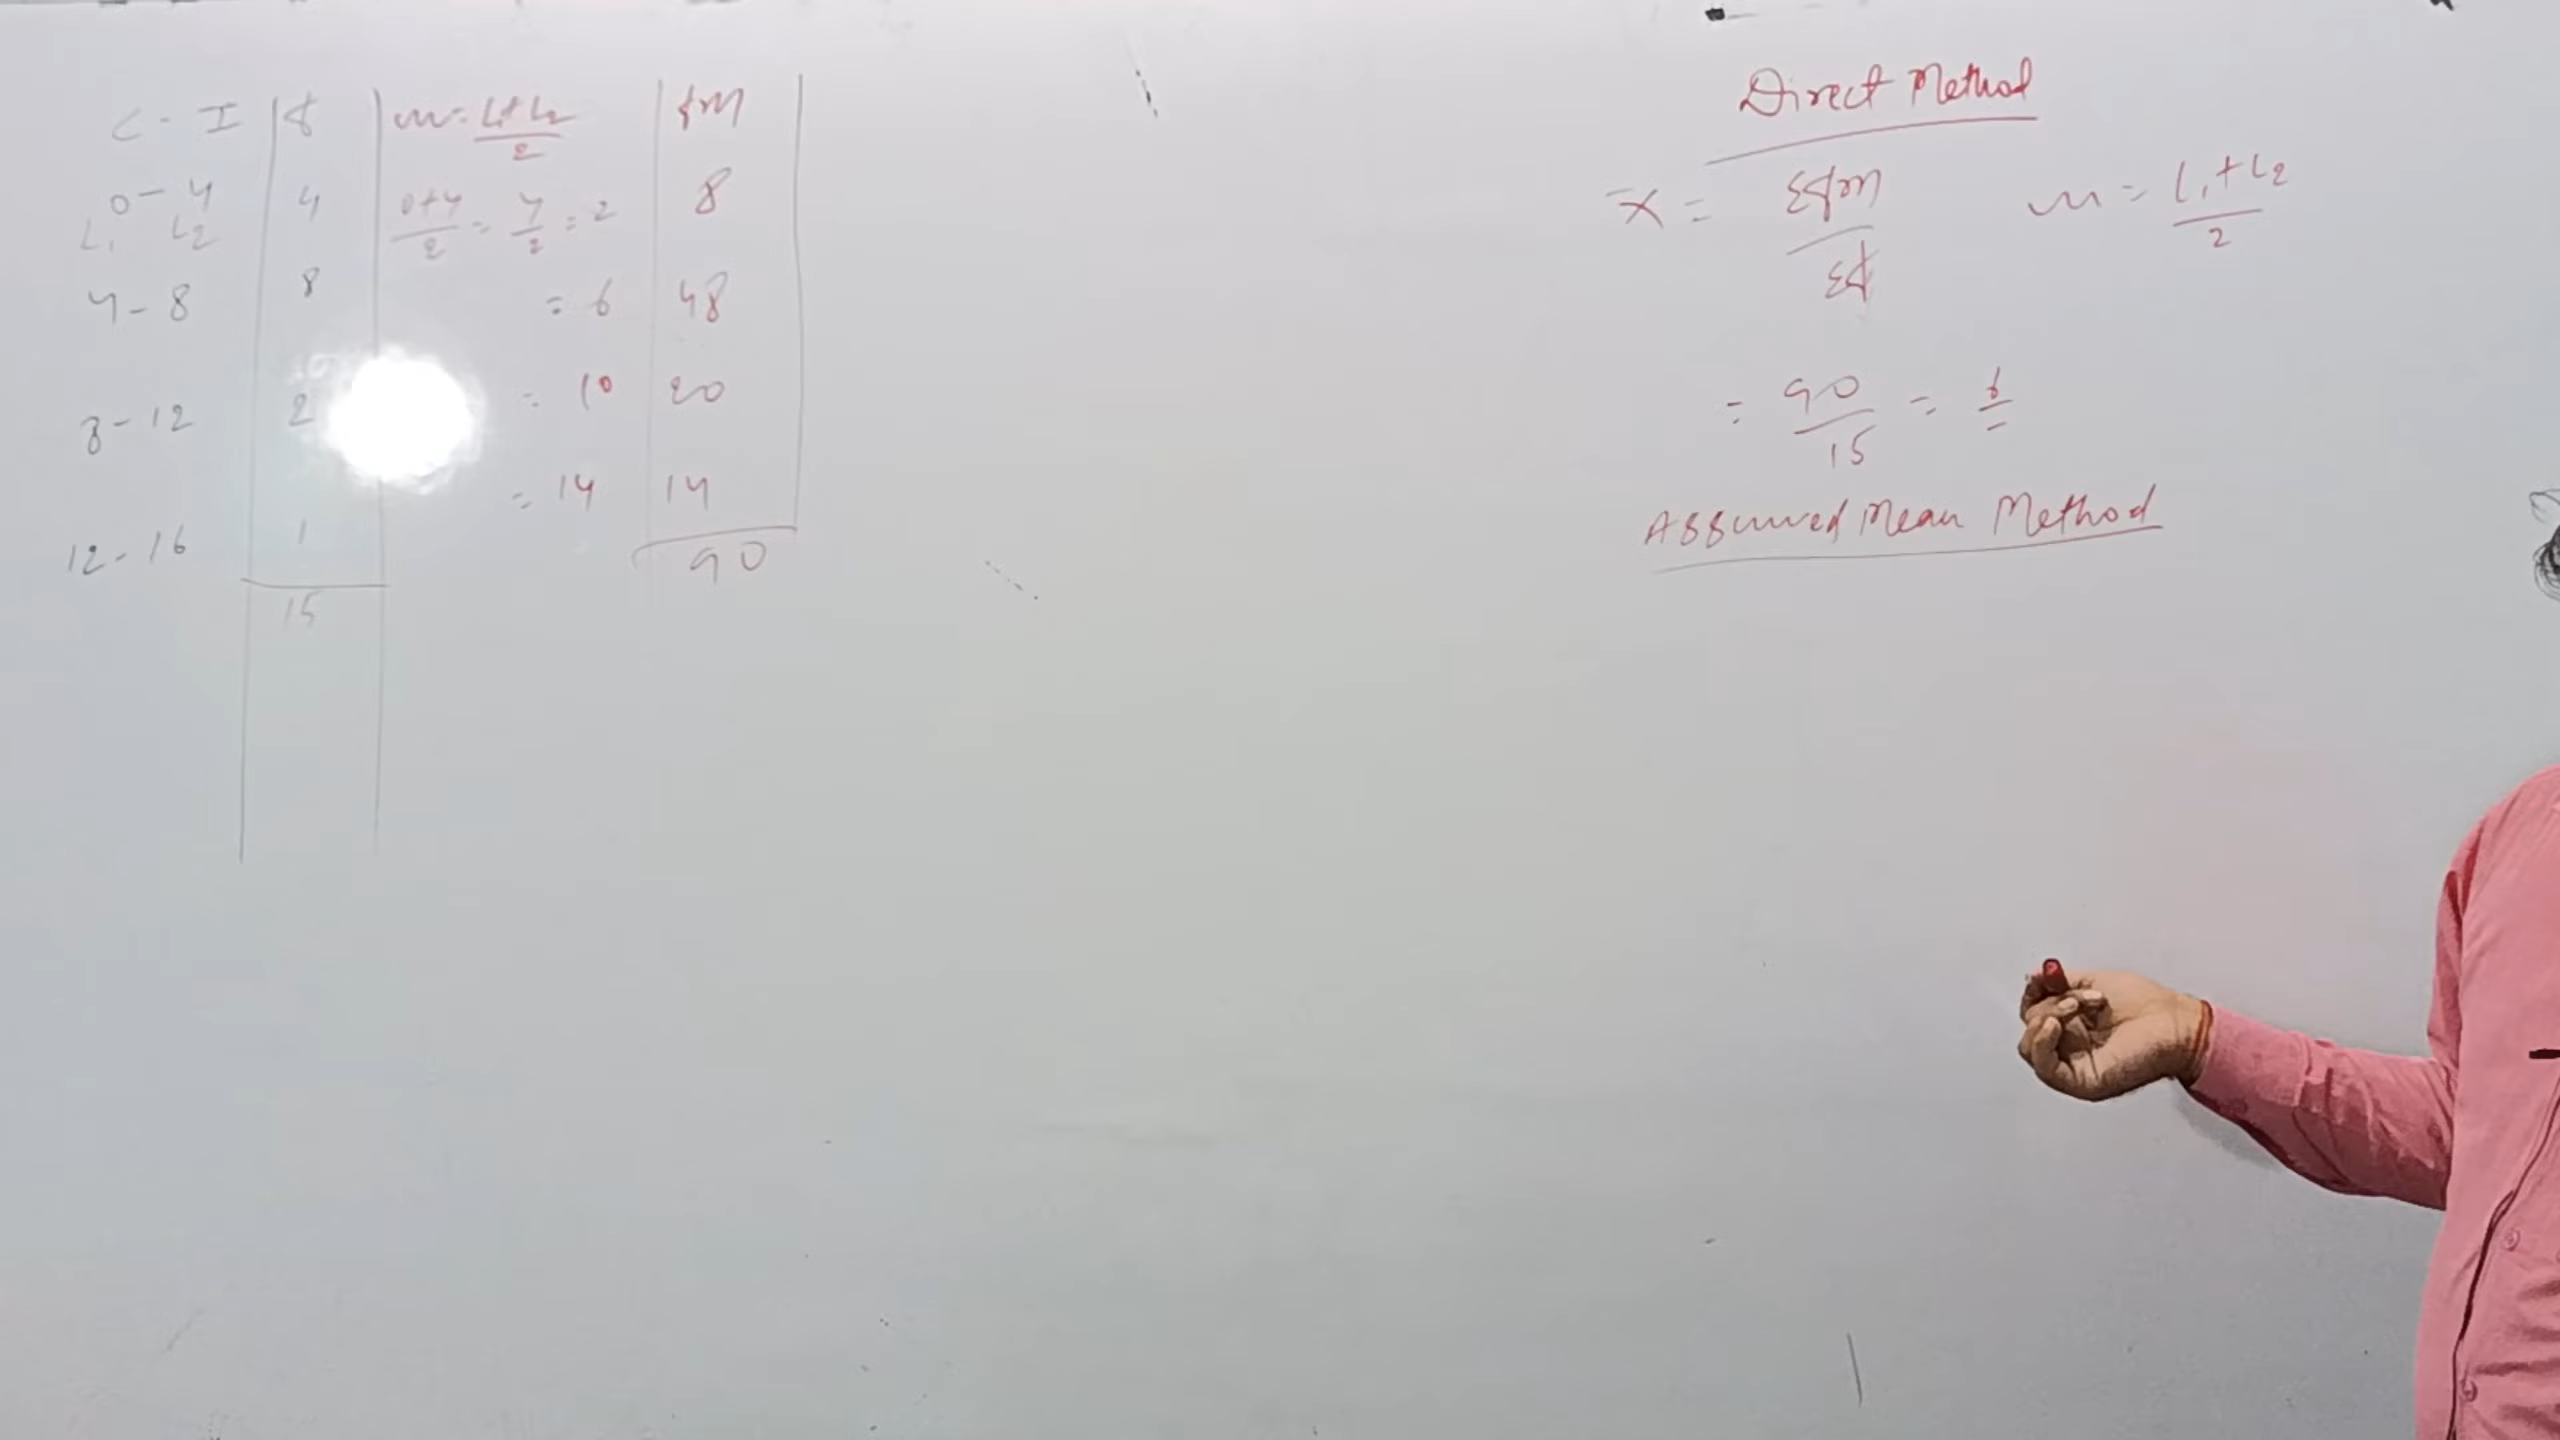 C - I | f | m = L₁+L₂/2 | fm
0 - 4 | 4 | 0+4/2 = 4/2 = 2 | 8
L₁ L₂
4 - 8 | 8 | = 6 | 48
8 - 12 | 2 | = 10 | 20
12 - 16 | 1 | = 14 | 14
15 | 90
Direct Method
x̄ = Σfm/Σf m = L₁+L₂/2
= 90/15 = 6
Assumed Mean Method